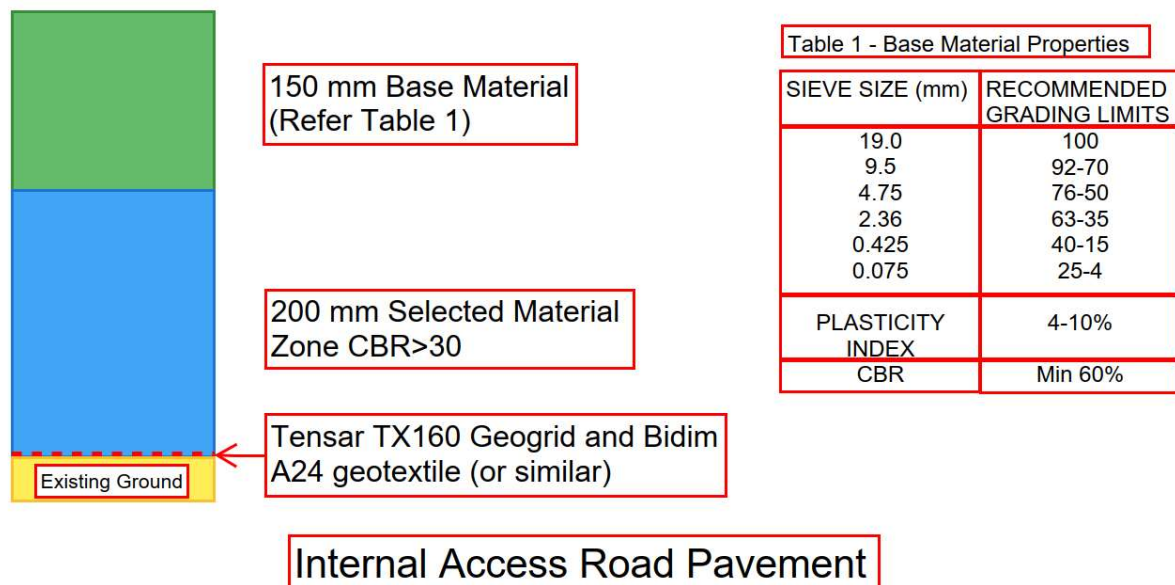 150 mm Base Material
(Refer Table 1)
200 mm Selected Material
Zone CBR>30
Tensar TX160 Geogrid and Bidim
A24 geotextile (or similar)
Existing Ground
Internal Access Road Pavement
Table 1 - Base Material Properties
SIEVE SIZE (mm) RECOMMENDED
GRADING LIMITS
19.0 100
9.5 92-70
4.75 76-50
2.36 63-35
0.425 40-15
0.075 25-4
PLASTICITY 4-10%
INDEX
CBR Min 60%